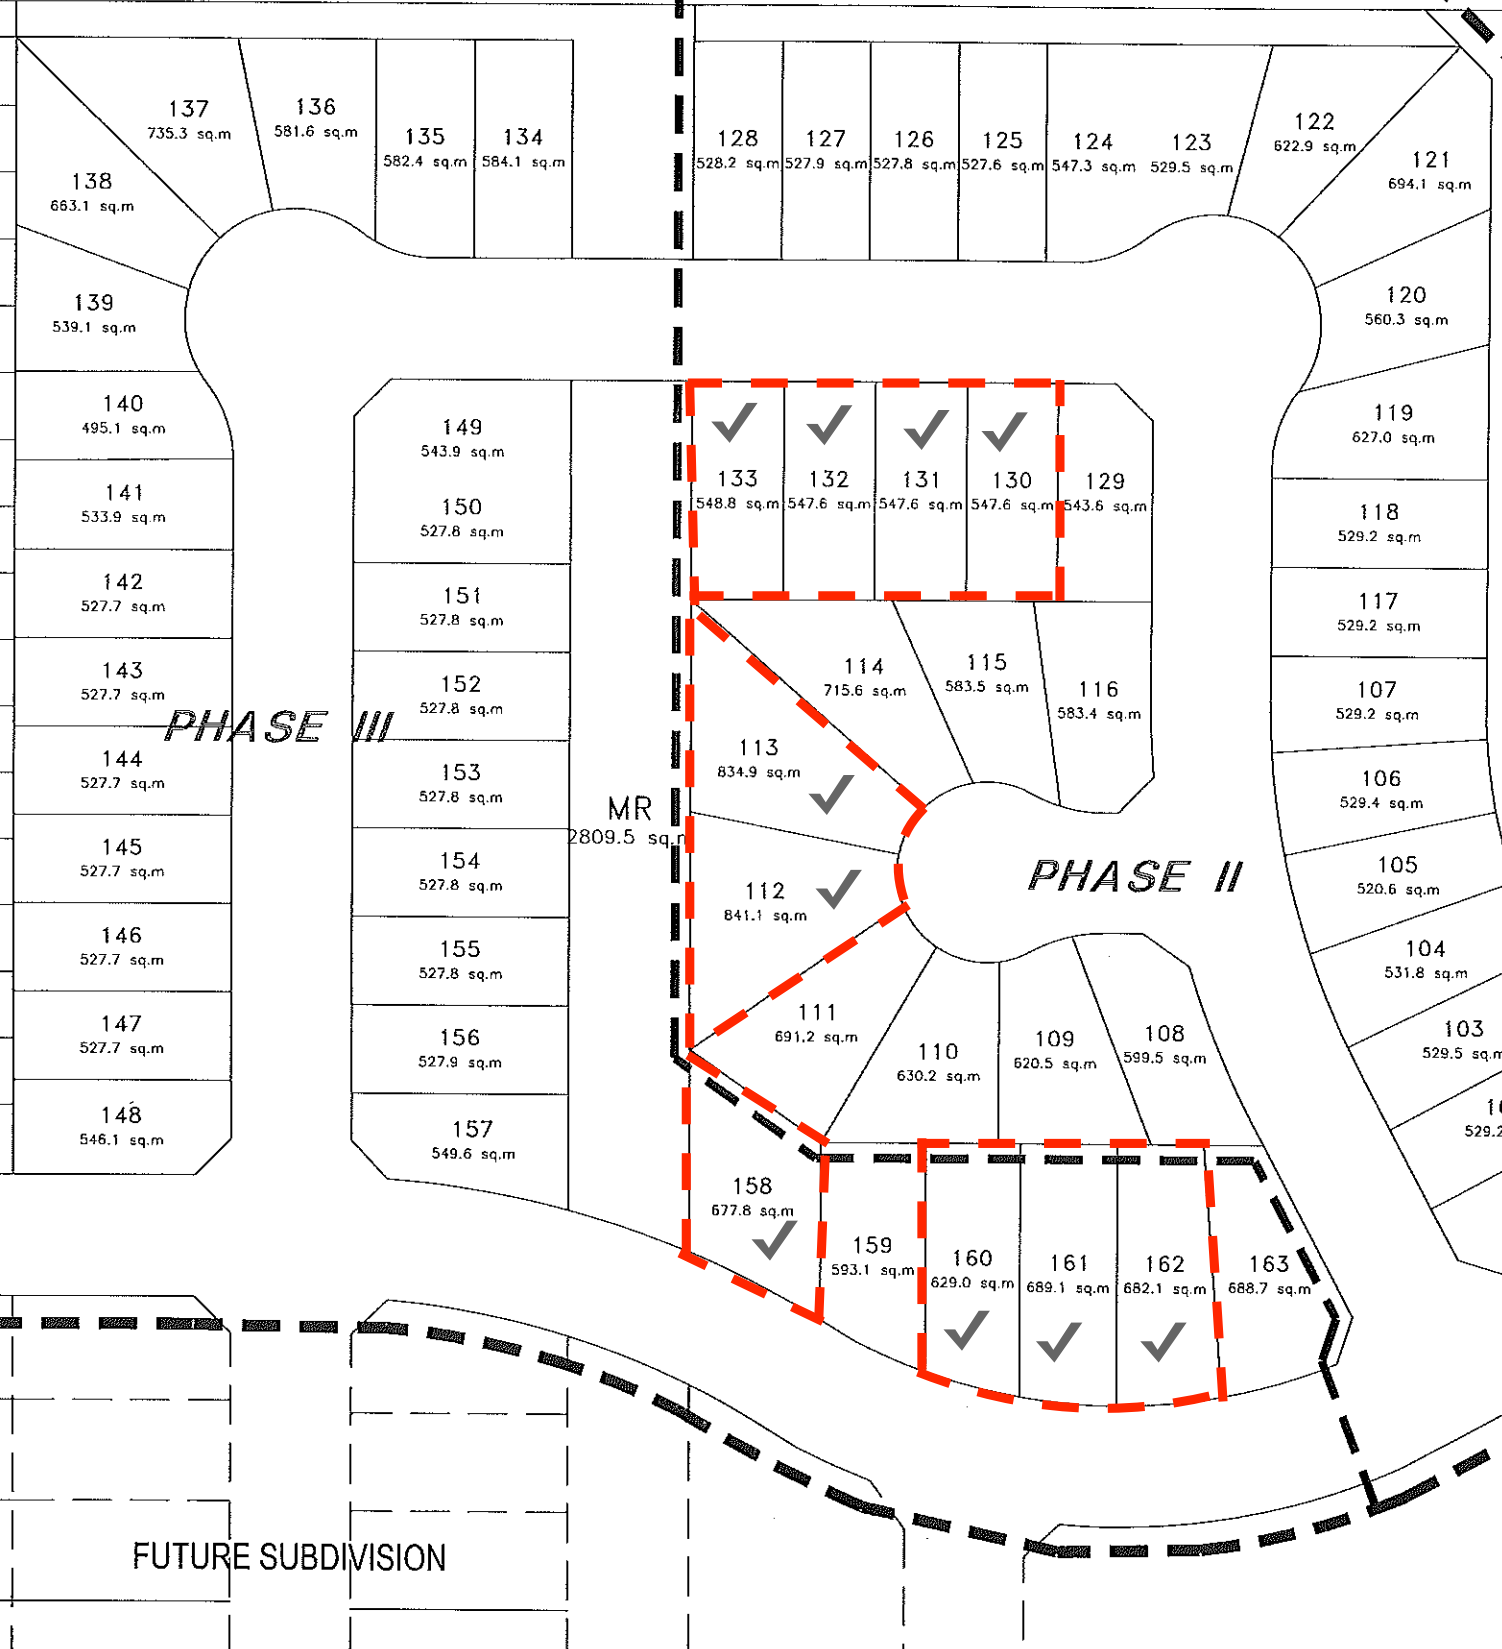 137
735.3 sq.m
136
581.6 sq.m
135
582.4 sq.m
134
584.1 sq.m
128
528.2 sq.m
127
527.9 sq.m
126
527.8 sq.m
125
527.6 sq.m
124
547.3 sq.m
123
529.5 sq.m
122
622.9 sq.m
121
694.1 sq.m
138
663.1 sq.m
139
539.1 sq.m
120
560.3 sq.m
140
495.1 sq.m
149
543.9 sq.m
119
627.0 sq.m
141
533.9 sq.m
150
527.8 sq.m
133
548.8 sq.m
132
547.6 sq.m
131
547.6 sq.m
130
547.6 sq.m
129
543.6 sq.m
118
529.2 sq.m
142
527.7 sq.m
151
527.8 sq.m
117
529.2 sq.m
143
527.7 sq.m
152
527.8 sq.m
114
715.6 sq.m
115
583.5 sq.m
116
583.4 sq.m
107
529.2 sq.m
PHASE III
144
527.7 sq.m
153
527.8 sq.m
113
834.9 sq.m
106
529.4 sq.m
MR
2809.5 sq.m
145
527.7 sq.m
154
527.8 sq.m
112
841.1 sq.m
PHASE II
105
520.6 sq.m
146
527.7 sq.m
155
527.8 sq.m
104
531.8 sq.m
147
527.7 sq.m
156
527.9 sq.m
111
691.2 sq.m
110
630.2 sq.m
109
620.5 sq.m
108
599.5 sq.m
103
529.5 sq.m
148
546.1 sq.m
157
549.6 sq.m
529.2
158
677.8 sq.m
159
593.1 sq.m
160
629.0 sq.m
161
689.1 sq.m
162
682.1 sq.m
163
688.7 sq.m
FUTURE SUBDIVISION